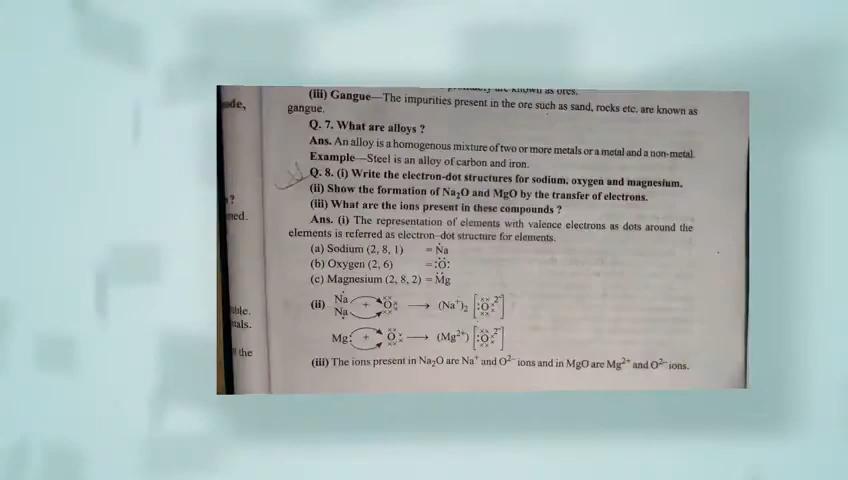 are known as ores.
(iii) Gangue—The impurities present in the ore such as sand, rocks etc. are known as
gangue.
Q. 7. What are alloys ?
Ans. An alloy is a homogenous mixture of two or more metals or a metal and a non-metal.
Example—Steel is an alloy of carbon and iron.
Q. 8. (i) Write the electron-dot structures for sodium, oxygen and magnesium.
(ii) Show the formation of Na₂O and MgO by the transfer of electrons.
(iii) What are the ions present in these compounds ?
Ans. (i) The representation of elements with valence electrons as dots around the
elements is referred as electron–dot structure for elements.
(a) Sodium (2, 8, 1) = Ṅa
(b) Oxygen (2, 6) = :Ö:
(c) Magnesium (2, 8, 2) = M̈g
(ii) Na
Na + O ⟶ (Na⁺)₂ [:O:²⁻]
Mg: + O ⟶ (Mg²⁺) [:O:²⁻]
(iii) The ions present in Na₂O are Na⁺ and O²⁻ ions and in MgO are Mg²⁺ and O²⁻ ions.
ode,
?
ned.
the